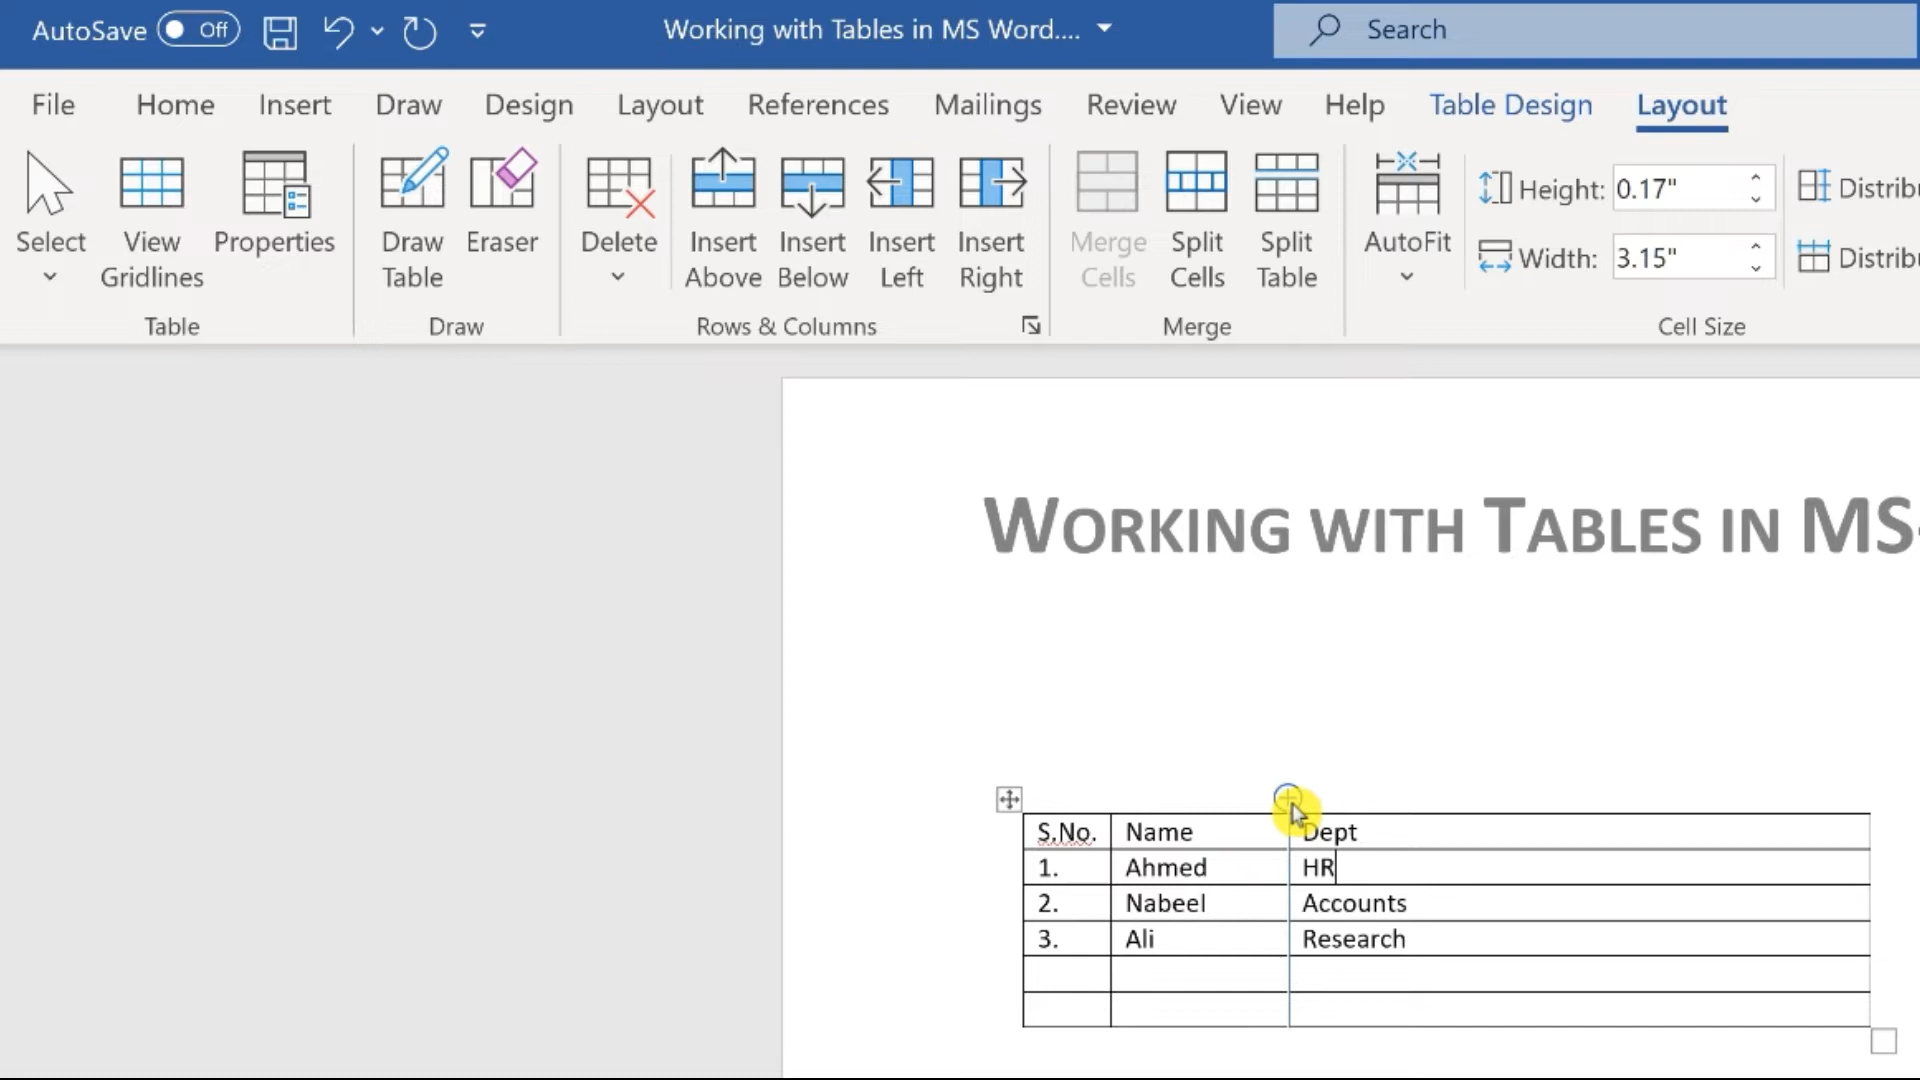 AutoSave Off Working with Tables in MS Word.... Search
File Home Insert Draw Design Layout References Mailings Review View Help Table Design Layout
Select View Gridlines Properties Draw Table Eraser Delete Insert Above Insert Below Insert Left Insert Right Merge Cells Split Cells Split Table AutoFit
Height: 0.17" Distribu
Width: 3.15" Distribu
Table Draw Rows & Columns Merge Cell Size
WORKING WITH TABLES IN MS-
S.No. Name Dept
1. Ahmed HR
2. Nabeel Accounts
3. Ali Research